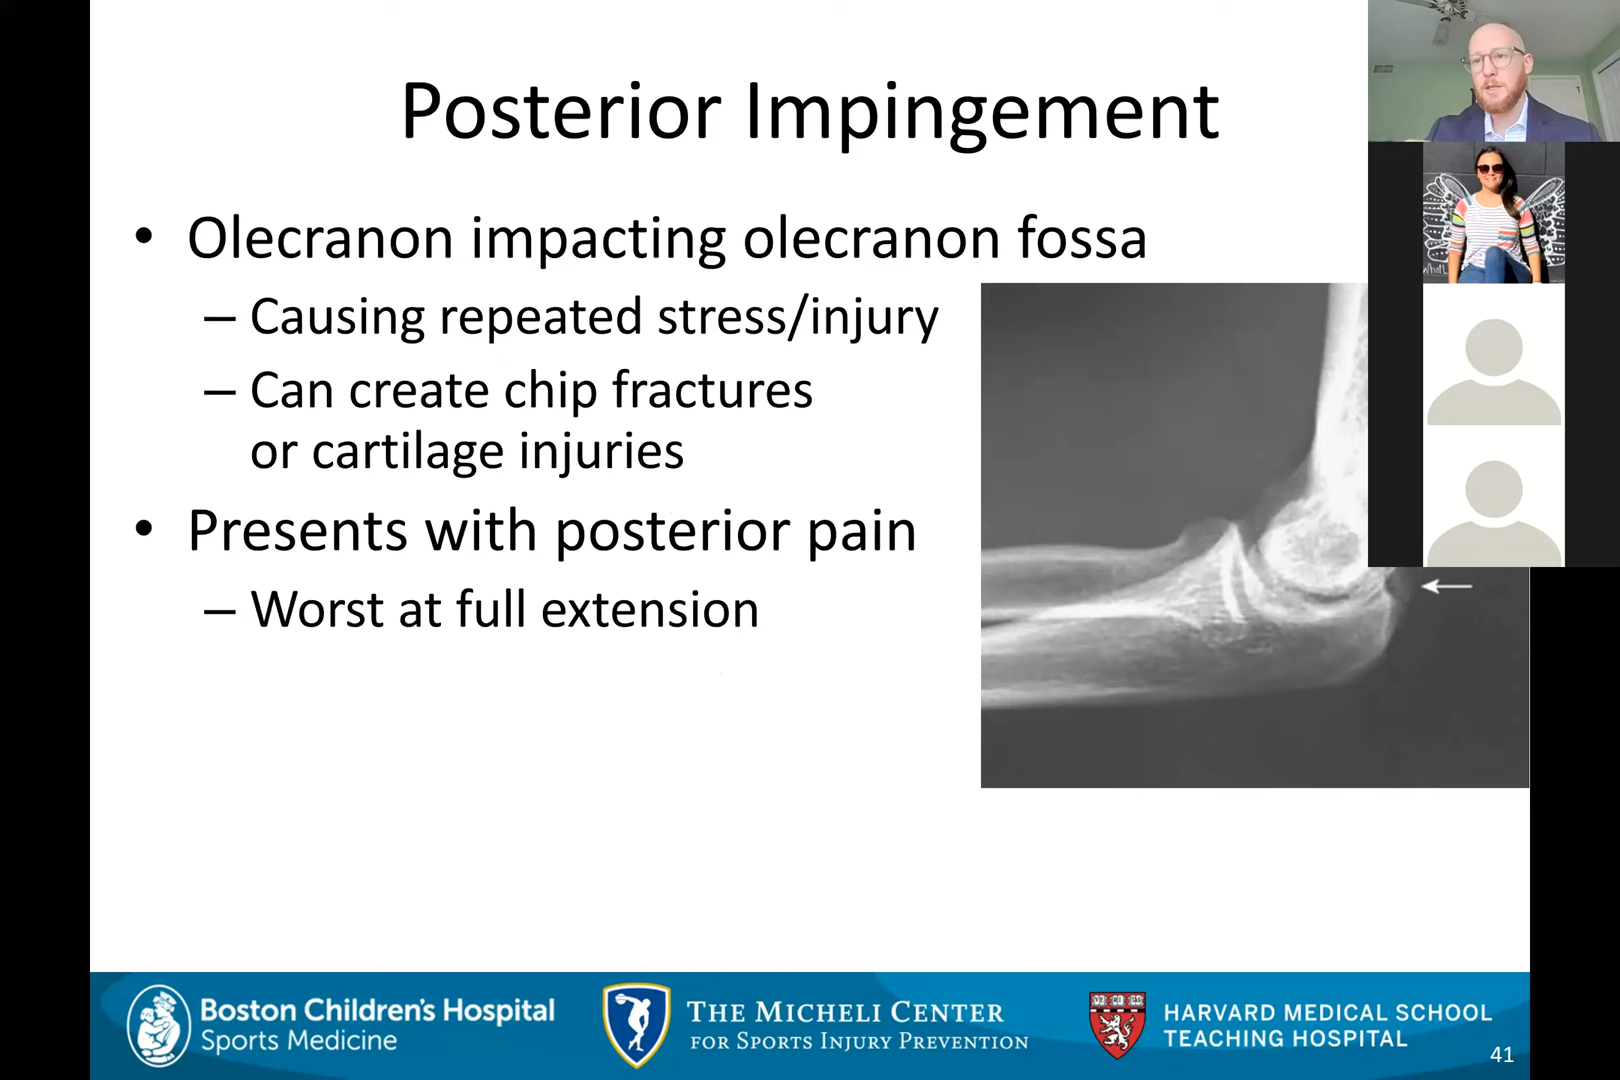 Posterior Impingement
• Olecranon impacting olecranon fossa
– Causing repeated stress/injury
– Can create chip fractures
or cartilage injuries
• Presents with posterior pain
– Worst at full extension
Boston Children's Hospital
Sports Medicine
THE MICHELI CENTER
FOR SPORTS INJURY PREVENTION
HARVARD MEDICAL SCHOOL
TEACHING HOSPITAL
41